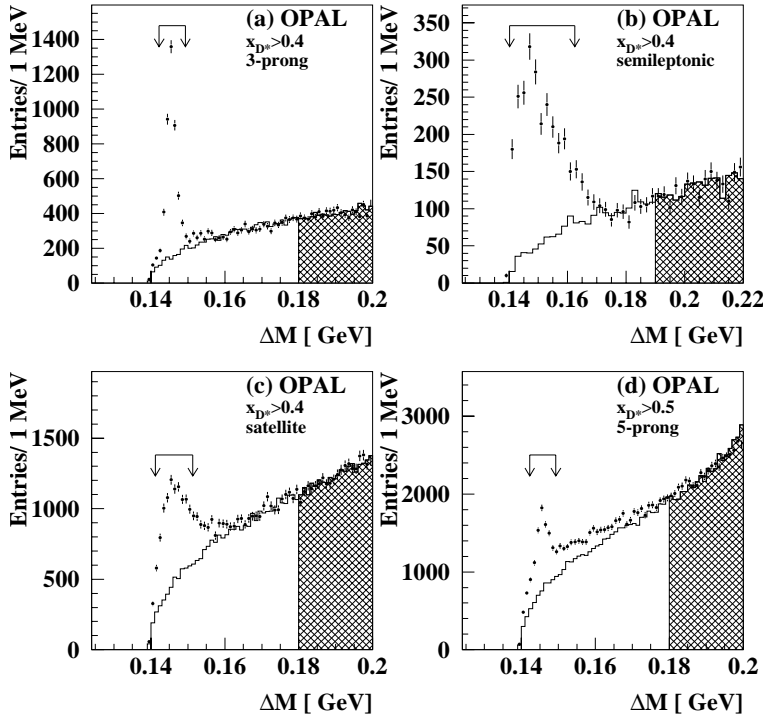 (a) OPAL
x_D*>0.4
3-prong
Entries/ 1 MeV
1400
1200
1000
800
600
400
200
0
0.14
0.16
0.18
0.2
ΔM [ GeV]
(b) OPAL
x_D*>0.4
semileptonic
Entries/ 1 MeV
350
300
250
200
150
100
50
0
0.14
0.16
0.18
0.2
0.22
ΔM [ GeV]
(c) OPAL
x_D*>0.4
satellite
Entries/ 1 MeV
1500
1000
500
0
0.14
0.16
0.18
0.2
ΔM [ GeV]
(d) OPAL
x_D*>0.5
5-prong
Entries/ 1 MeV
3000
2000
1000
0
0.14
0.16
0.18
0.2
ΔM [ GeV]